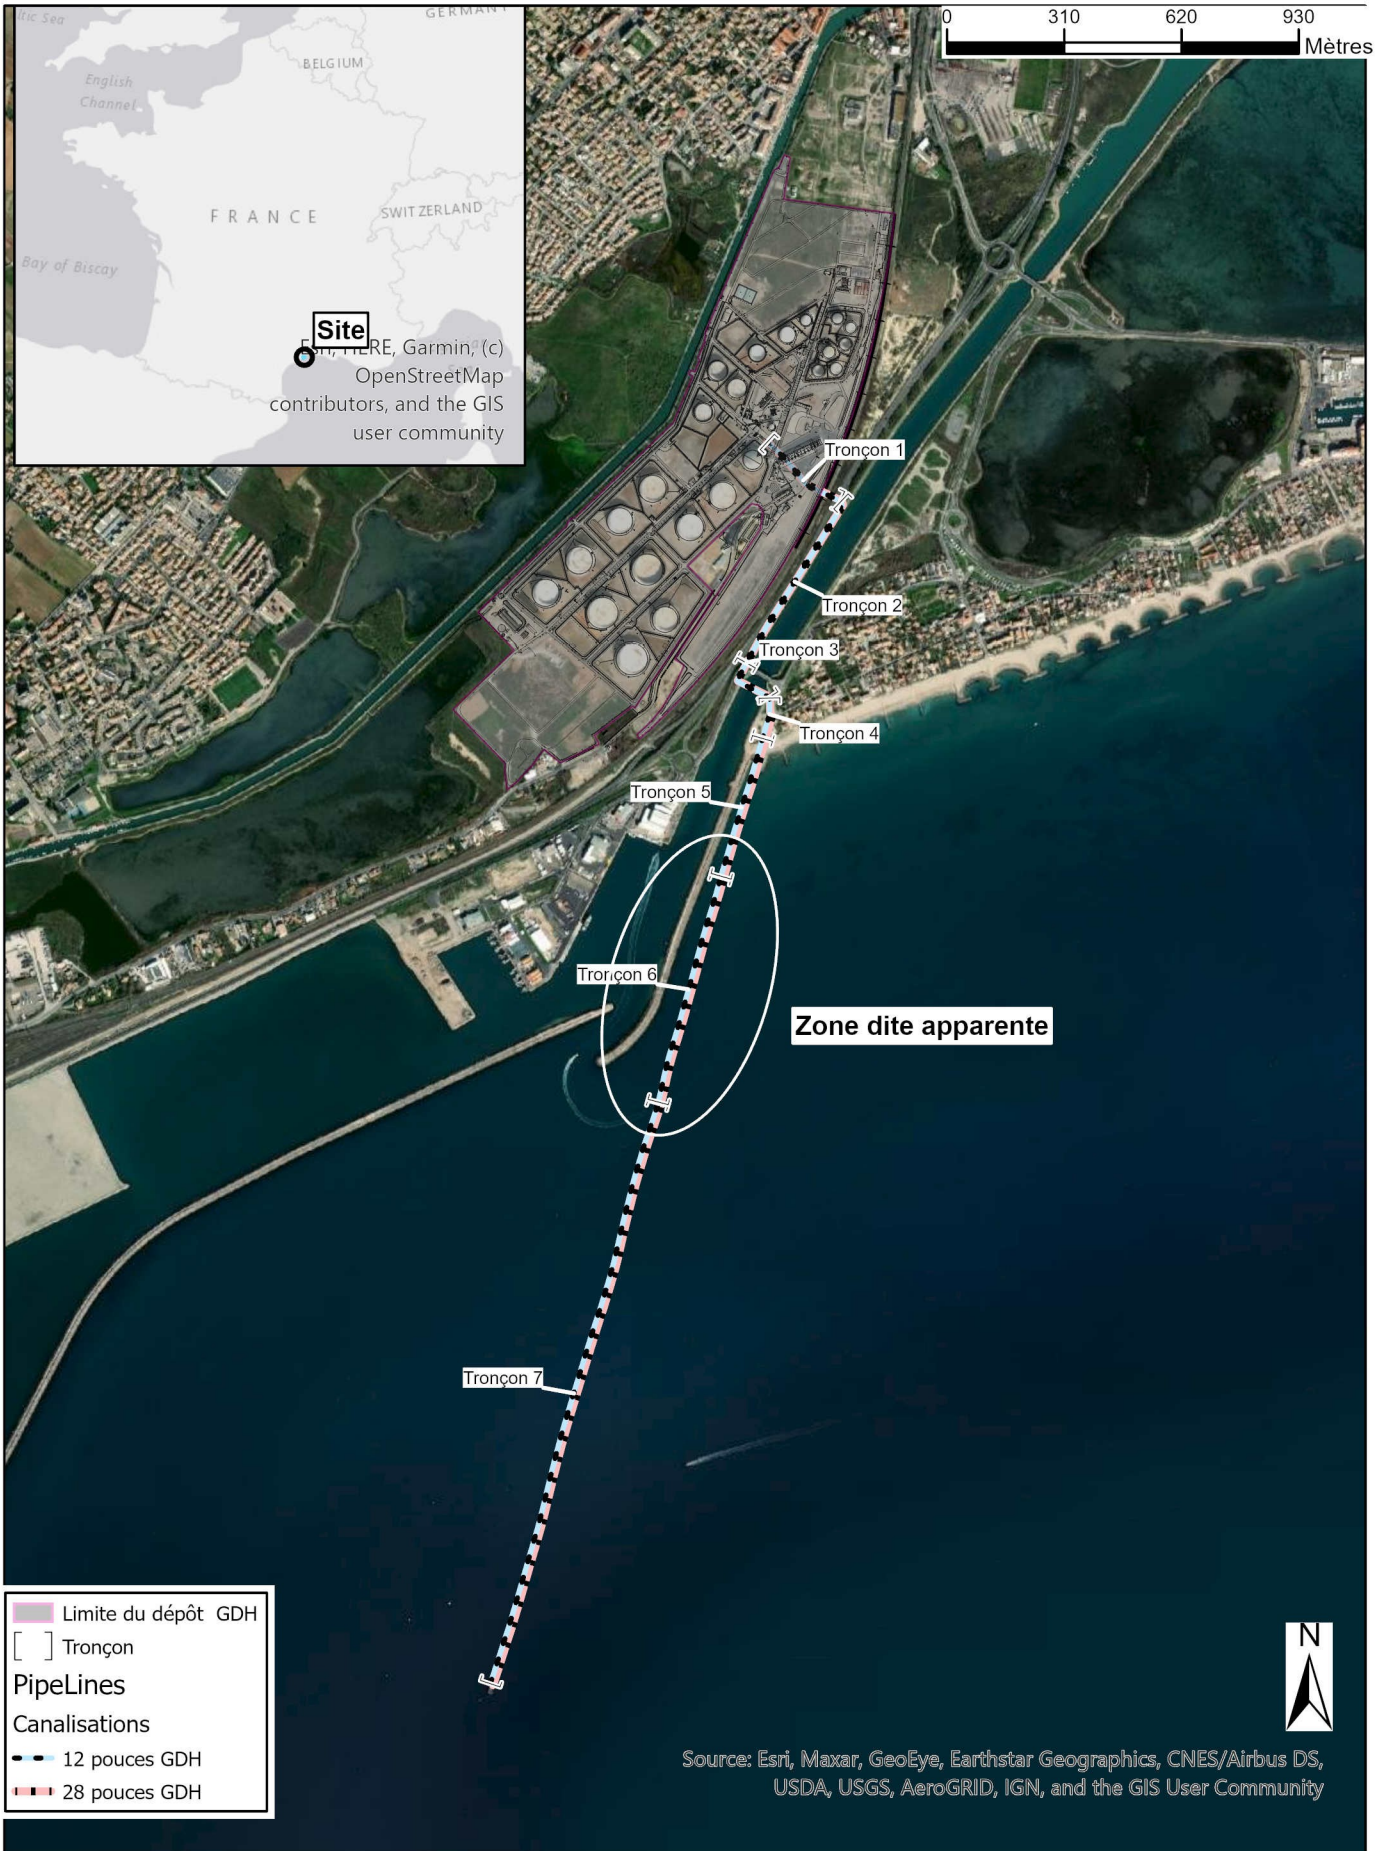 0 310 620 930
Mètres
GERMANY
English
Channel
BELGIUM
FRANCE
SWITZERLAND
Bay of Biscay
Site
HERE, Garmin, (c)
OpenStreetMap
contributors, and the GIS
user community
Tronçon 1
Tronçon 2
Tronçon 3
Tronçon 4
Tronçon 5
Tronçon 6
Zone dite apparente
Tronçon 7
Limite du dépôt GDH
Tronçon
PipeLines
Canalisations
12 pouces GDH
28 pouces GDH
N
Source: Esri, Maxar, GeoEye, Earthstar Geographics, CNES/Airbus DS,
USDA, USGS, AeroGRID, IGN, and the GIS User Community